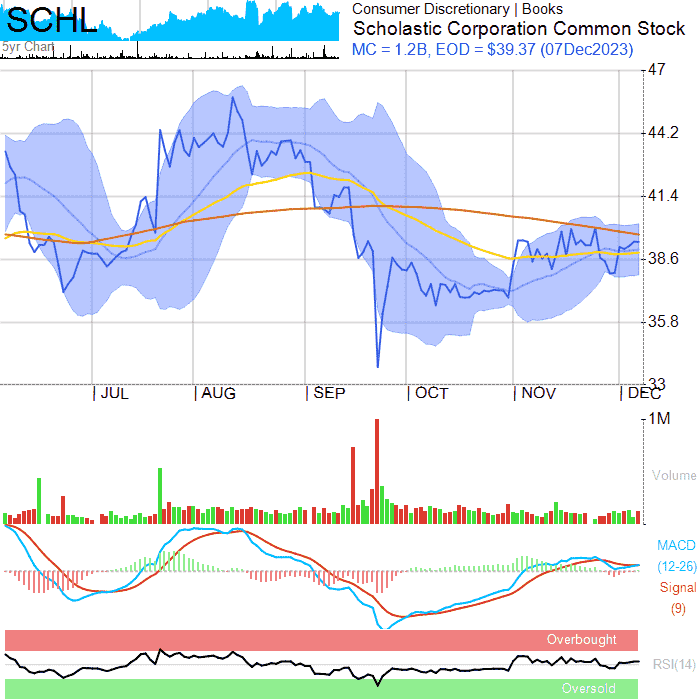 SCHL
5yr Chart
Consumer Discretionary | Books
Scholastic Corporation Common Stock
MC = 1.2B, EOD = $39.37 (07Dec2023)
47
44.2
41.4
38.6
35.8
33
| JUL | AUG | SEP | OCT | NOV | DEC
1M
Volume
MACD
(12-26)
Signal
(9)
Overbought
RSI(14)
Oversold